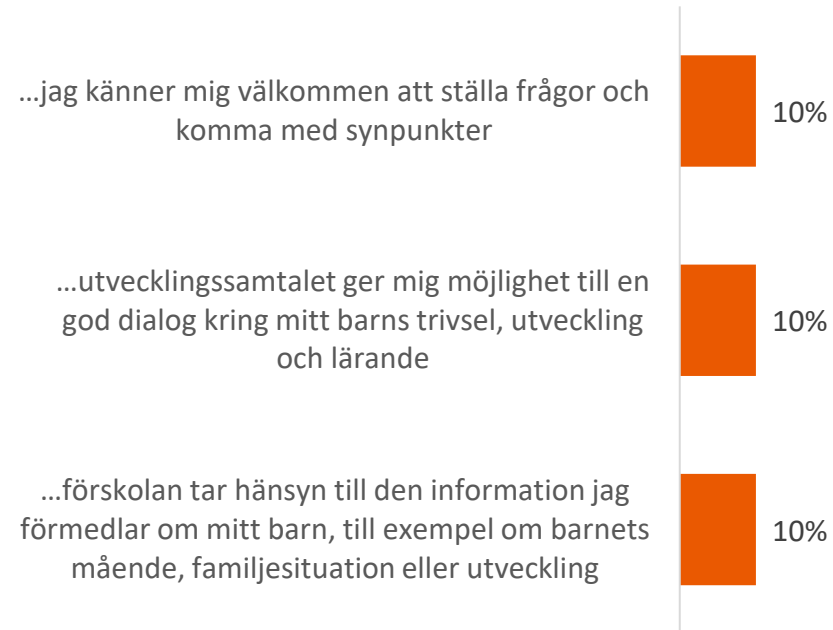 ...jag känner mig välkommen att ställa frågor och
komma med synpunkter
10%
...utvecklingssamtalet ger mig möjlighet till en
god dialog kring mitt barns trivsel, utveckling
och lärande
10%
...förskolan tar hänsyn till den information jag
förmedlar om mitt barn, till exempel om barnets
mående, familjesituation eller utveckling
10%